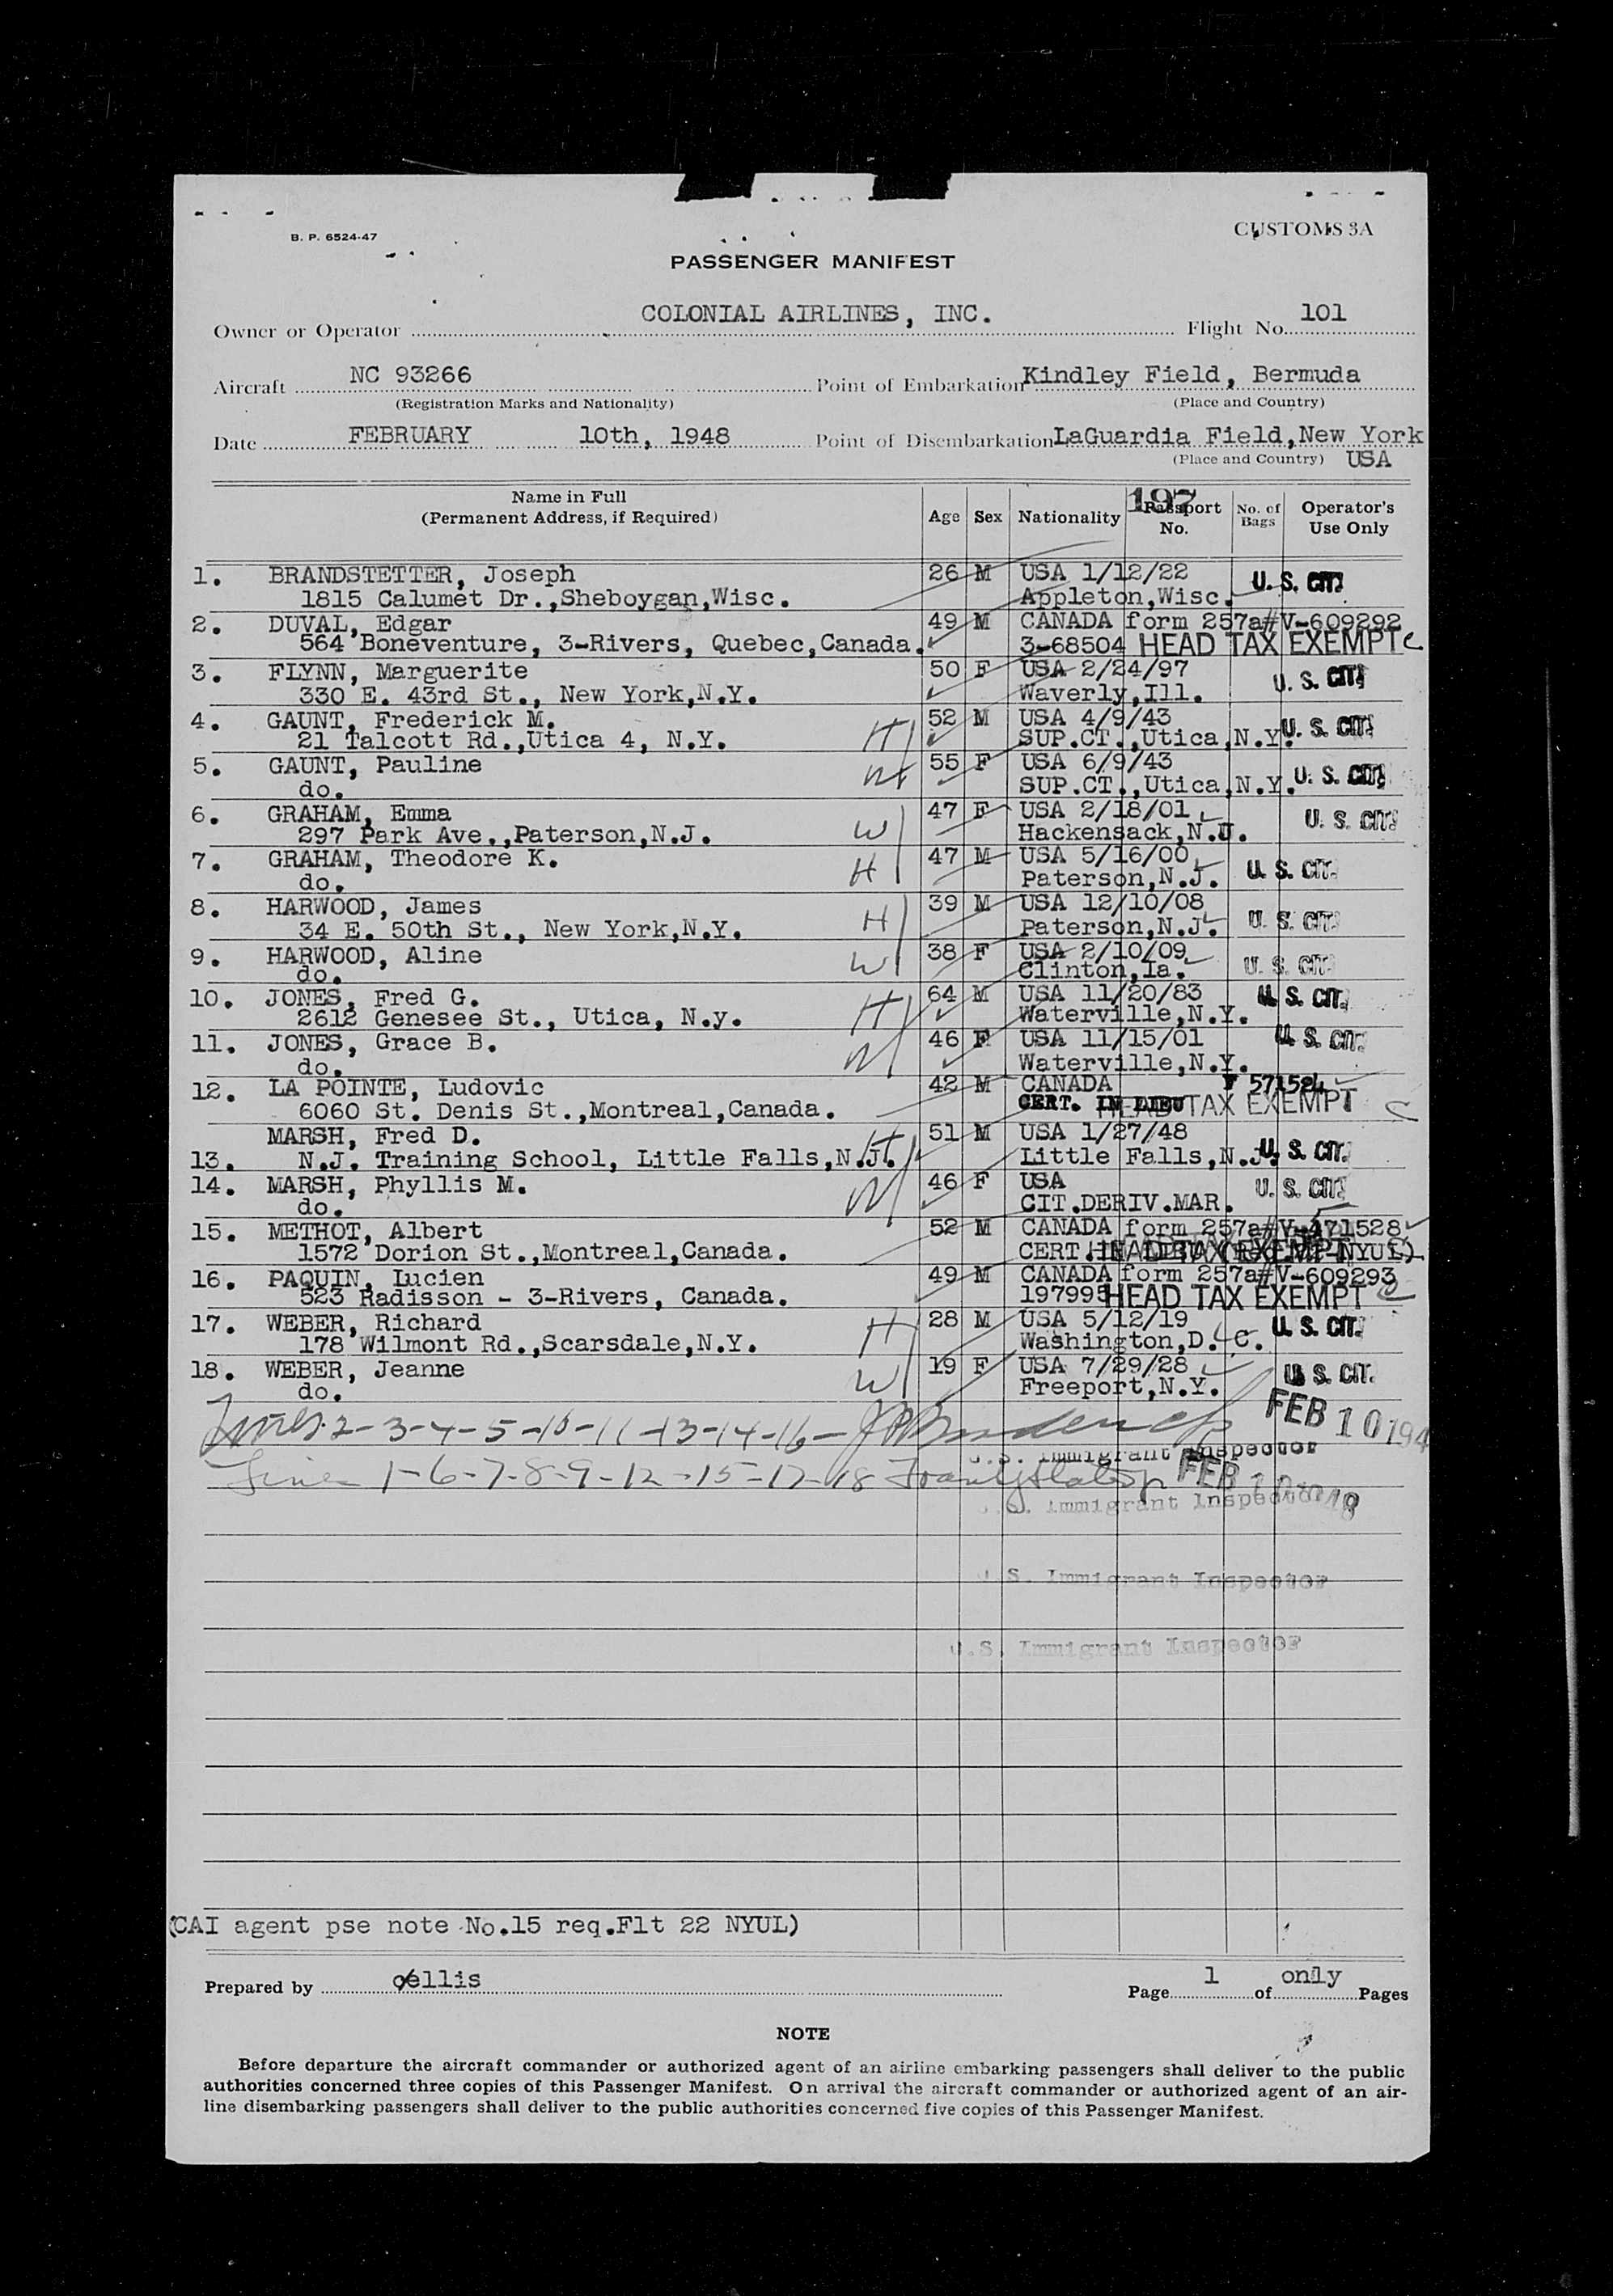 B. P. 6524-47
CUSTOMS 3A
PASSENGER MANIFEST
Owner or Operator COLONIAL AIRLINES, INC. Flight No. 101
Aircraft NC 93266 Point of Embarkation Kindley Field, Bermuda
(Registration Marks and Nationality) (Place and Country)
Date FEBRUARY 10th, 1948 Point of Disembarkation LaGuardia Field,New York
(Place and Country) USA
197
Name in Full (Permanent Address, if Required) Age Sex Nationality Passport No. No. of Bags Operator's Use Only
1. BRANDSTETTER, Joseph 26 M USA 1/12/22 U. S. CIT.
1815 Calumet Dr.,Sheboygan,Wisc. Appleton,Wisc.
2. DUVAL, Edgar 49 M CANADA form 257a#V-609292
564 Boneventure, 3-Rivers, Quebec,Canada. 3-68504 HEAD TAX EXEMPT C
3. FLYNN, Marguerite 50 F USA 2/24/97 U. S. CIT.
330 E. 43rd St., New York,N.Y. Waverly,Ill.
4. GAUNT, Frederick M. H 52 M USA 4/9/43 U. S. CIT.
21 Talcott Rd.,Utica 4, N.Y. SUP.CT.,Utica,N.Y.
5. GAUNT, Pauline W 55 F USA 6/9/43 U. S. CIT.
do. SUP.CT.,Utica,N.Y.
6. GRAHAM, Emma W 47 F USA 2/18/01 U. S. CIT.
297 Park Ave.,Paterson,N.J. Hackensack,N.J.
7. GRAHAM, Theodore K. H 47 M USA 5/16/00 U. S. CIT.
do. Paterson,N.J.
8. HARWOOD, James H 39 M USA 12/10/08 U. S. CIT.
34 E. 50th St., New York,N.Y. Paterson,N.J.
9. HARWOOD, Aline W 38 F USA 2/10/09 U. S. CIT.
do. Clinton,Ia.
10. JONES, Fred G. H 64 M USA 11/20/83 U. S. CIT.
2612 Genesee St., Utica, N.y. Waterville,N.Y.
11. JONES, Grace B. W 46 F USA 11/15/01 U. S. CIT.
do. Waterville,N.Y.
12. LA POINTE, Ludovic 42 M CANADA
6060 St. Denis St.,Montreal,Canada. CERT. IN LIEU HEAD TAX EXEMPT C
MARSH, Fred D. H 51 M USA 1/27/48 U. S. CIT.
13. N.J. Training School, Little Falls,N.J. Little Falls,N.J.
14. MARSH, Phyllis M. W 46 F USA U. S. CIT.
do. CIT.DERIV.MAR.
15. METHOT, Albert 52 M CANADA form 257a#V-471528
1572 Dorion St.,Montreal,Canada. CERT. HEAD TAX EXEMPT NYUL)
16. PAQUIN, Lucien 49 M CANADA form 257a#V-609293
523 Radisson - 3-Rivers, Canada. 197995 HEAD TAX EXEMPT C
17. WEBER, Richard H 28 M USA 5/12/19 U. S. CIT.
178 Wilmont Rd.,Scarsdale,N.Y. Washington,D. C.
18. WEBER, Jeanne W 19 F USA 7/29/28 U. S. CIT.
do. Freeport,N.Y.
Lines 2-3-4-5-10-11-13-14-16- FEB 10 194
U.S. Immigrant Inspector
Lines 1-6-7-8-9-12-15-17-18 FEB
U.S. Immigrant Inspector
U.S. Immigrant Inspector
U.S. Immigrant Inspector
(CAI agent pse note No.15 req.Flt 22 NYUL)
Prepared by ellis Page 1 of only Pages
NOTE
Before departure the aircraft commander or authorized agent of an airline embarking passengers shall deliver to the public
authorities concerned three copies of this Passenger Manifest. On arrival the aircraft commander or authorized agent of an air-
line disembarking passengers shall deliver to the public authorities concerned five copies of this Passenger Manifest.